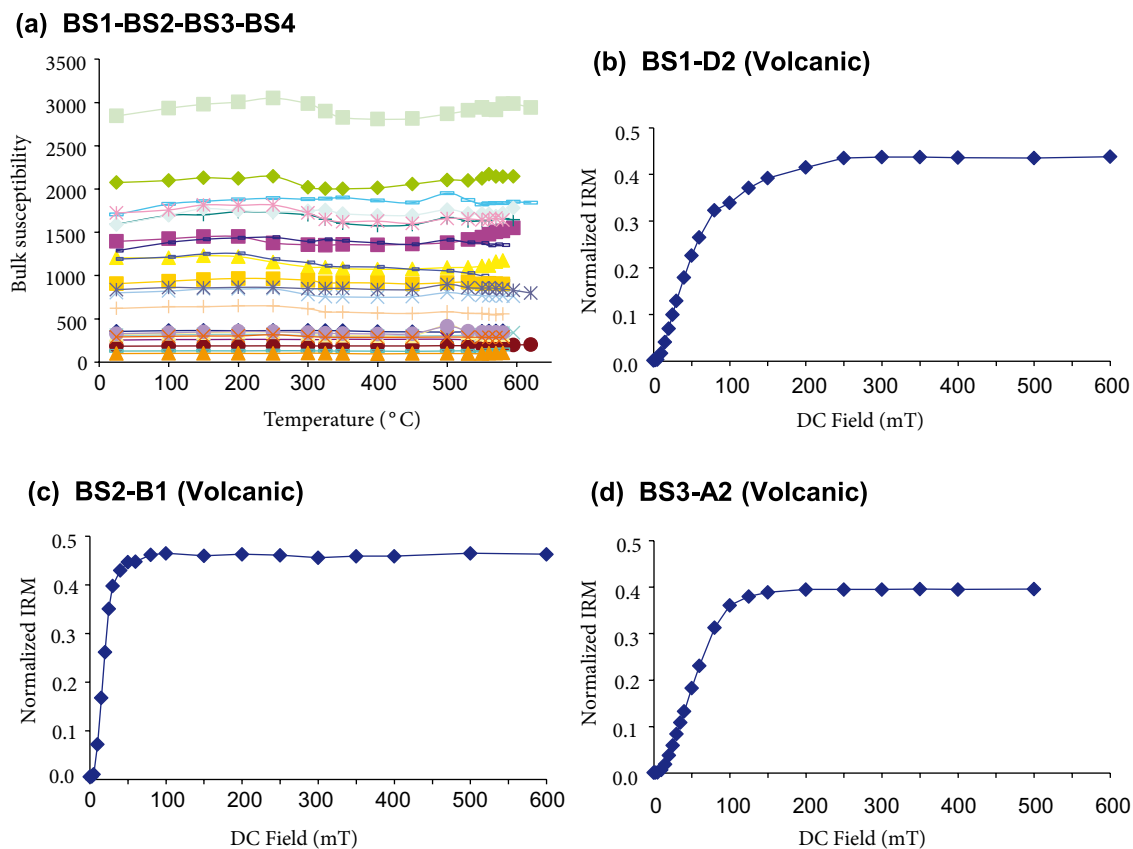 (a) BS1-BS2-BS3-BS4
3500
3000
2500
2000
1500
1000
500
0
Bulk susceptibility
0 100 200 300 400 500 600
Temperature (°C)
(b) BS1-D2 (Volcanic)
0.5
0.4
0.3
0.2
0.1
0.0
Normalized IRM
0 100 200 300 400 500 600
DC Field (mT)
(c) BS2-B1 (Volcanic)
0.5
0.4
0.3
0.2
0.1
0.0
Normalized IRM
0 100 200 300 400 500 600
DC Field (mT)
(d) BS3-A2 (Volcanic)
0.5
0.4
0.3
0.2
0.1
0.0
Normalized IRM
0 100 200 300 400 500 600
DC Field (mT)